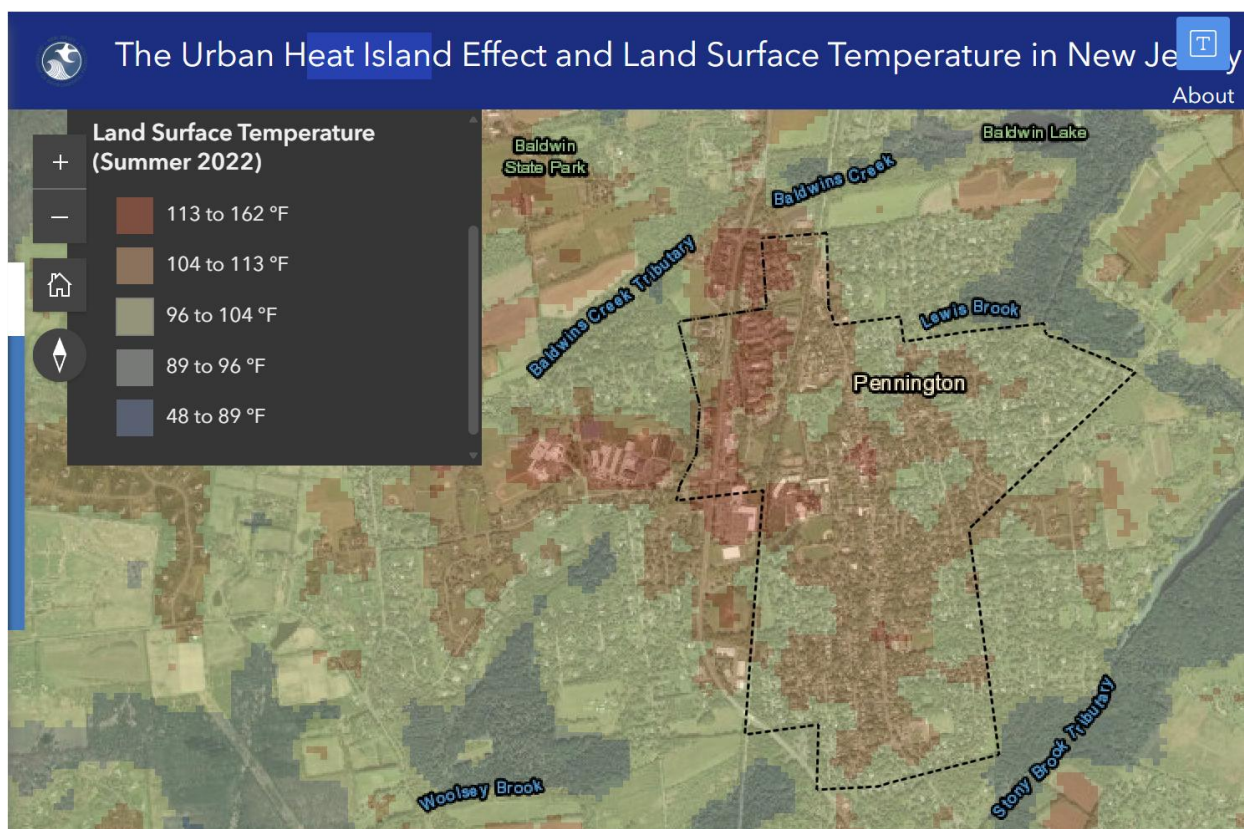 The Urban Heat Island Effect and Land Surface Temperature in New Je
y
T
About
Land Surface Temperature
(Summer 2022)
+
113 to 162 °F
−
104 to 113 °F
96 to 104 °F
89 to 96 °F
48 to 89 °F
Baldwin
State Park
Baldwins Creek
Baldwin Lake
Baldwins Creek Tributary
Lewis Brook
Pennington
Woolsey Brook
Stony Brook Tributary